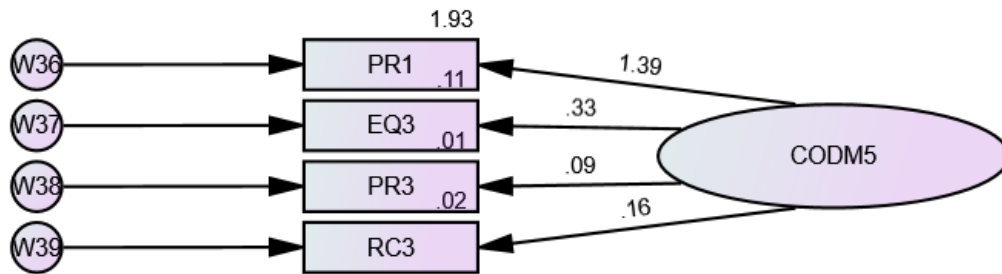 1.93
W36
PR1
1.39
.11
W37
EQ3
.33
.01
CODM5
W38
PR3
.09
.02
W39
RC3
.16